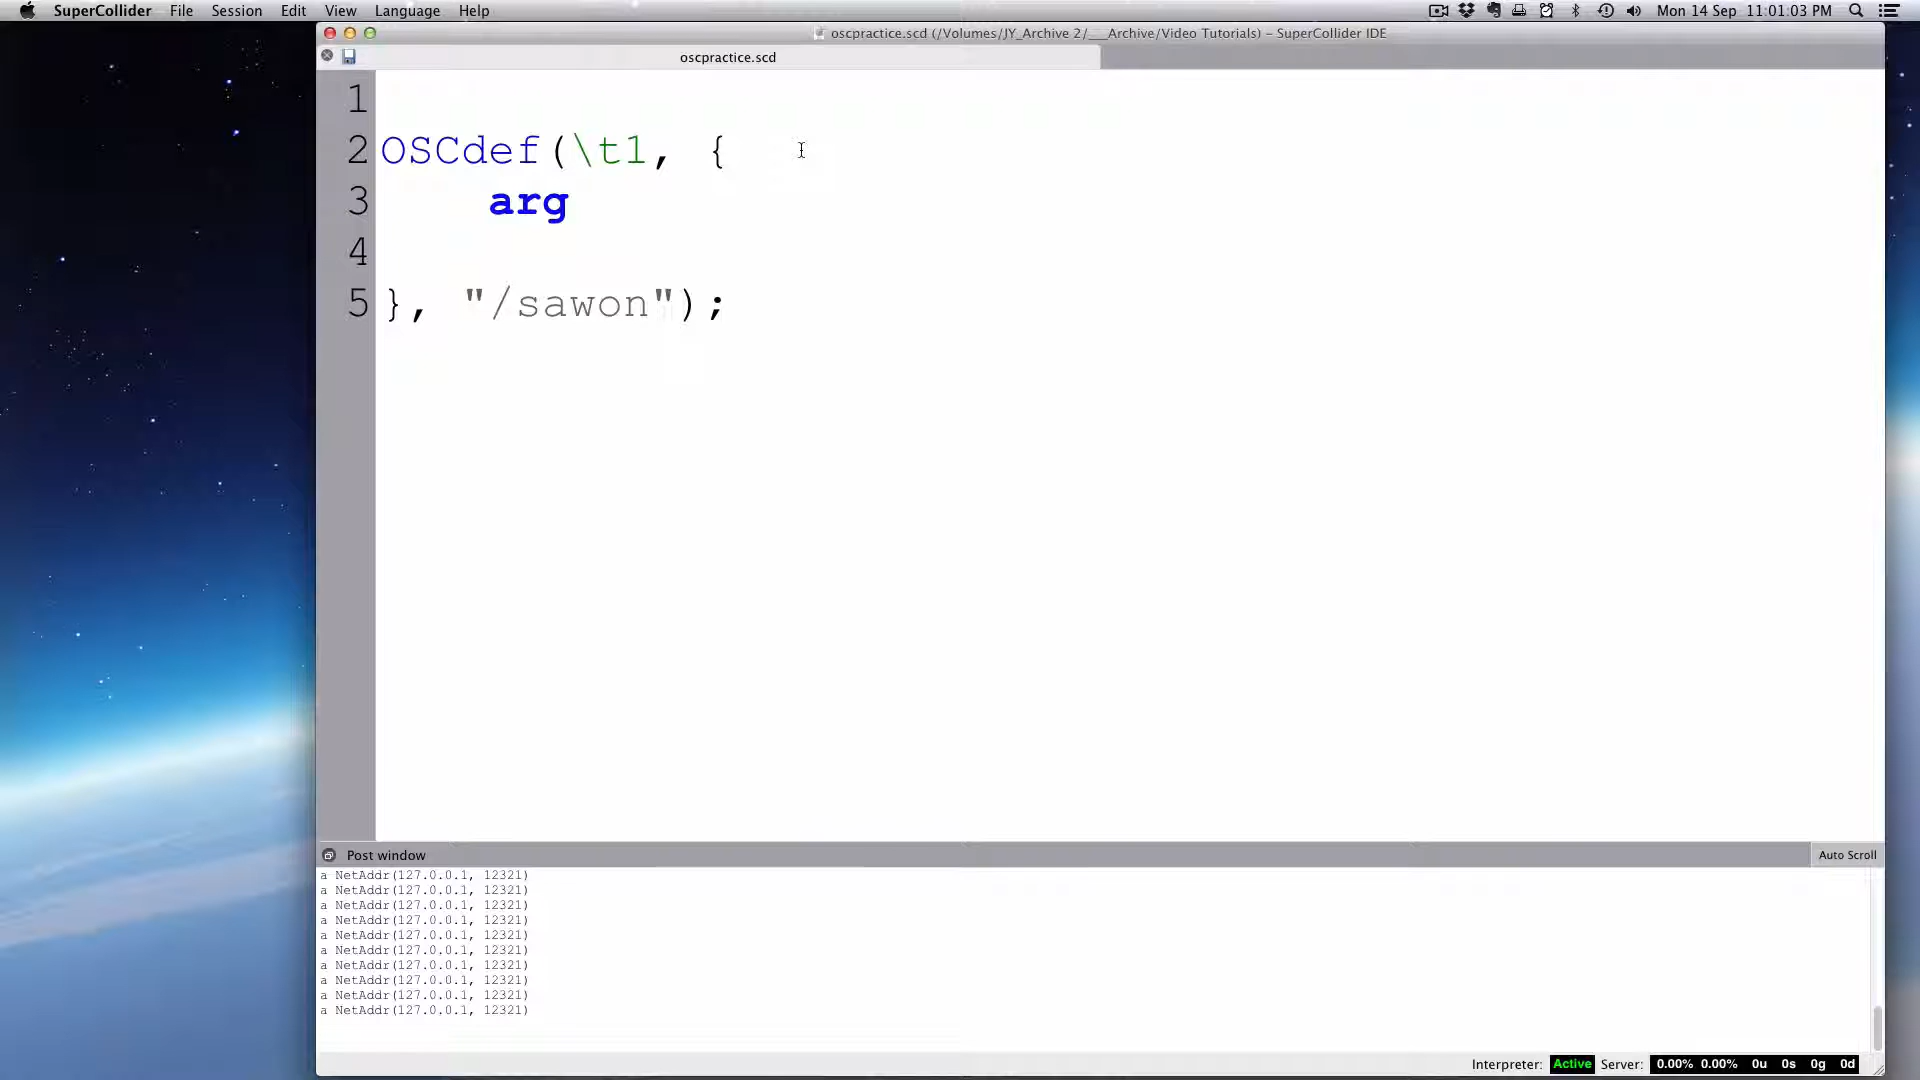 SuperCollider File Session Edit View Language Help Mon 14 Sep 11:01:03 PM
oscpractice.scd (/Volumes/JY_Archive 2/___Archive/Video Tutorials) – SuperCollider IDE
oscpractice.scd
1
2 OSCdef(\t1, {
3 arg
4
5 }, "/sawon");
Post window Auto Scroll
a NetAddr(127.0.0.1, 12321)
a NetAddr(127.0.0.1, 12321)
a NetAddr(127.0.0.1, 12321)
a NetAddr(127.0.0.1, 12321)
a NetAddr(127.0.0.1, 12321)
a NetAddr(127.0.0.1, 12321)
a NetAddr(127.0.0.1, 12321)
a NetAddr(127.0.0.1, 12321)
a NetAddr(127.0.0.1, 12321)
a NetAddr(127.0.0.1, 12321)
Interpreter: Active Server: 0.00% 0.00% 0u 0s 0g 0d